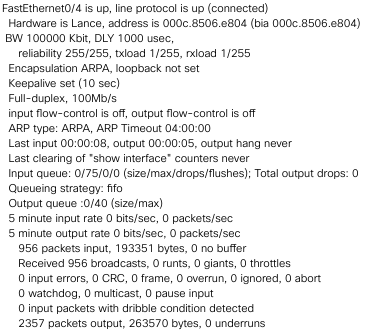 FastEthernet0/4 is up, line protocol is up (connected)
Hardware is Lance, address is 000c.8506.e804 (bia 000c.8506.e804)
BW 100000 Kbit, DLY 1000 usec,
reliability 255/255, txload 1/255, rxload 1/255
Encapsulation ARPA, loopback not set
Keepalive set (10 sec)
Full-duplex, 100Mb/s
input flow-control is off, output flow-control is off
ARP type: ARPA, ARP Timeout 04:00:00
Last input 00:00:08, output 00:00:05, output hang never
Last clearing of "show interface" counters never
Input queue: 0/75/0/0 (size/max/drops/flushes); Total output drops: 0
Queueing strategy: fifo
Output queue :0/40 (size/max)
5 minute input rate 0 bits/sec, 0 packets/sec
5 minute output rate 0 bits/sec, 0 packets/sec
956 packets input, 193351 bytes, 0 no buffer
Received 956 broadcasts, 0 runts, 0 giants, 0 throttles
0 input errors, 0 CRC, 0 frame, 0 overrun, 0 ignored, 0 abort
0 watchdog, 0 multicast, 0 pause input
0 input packets with dribble condition detected
2357 packets output, 263570 bytes, 0 underruns